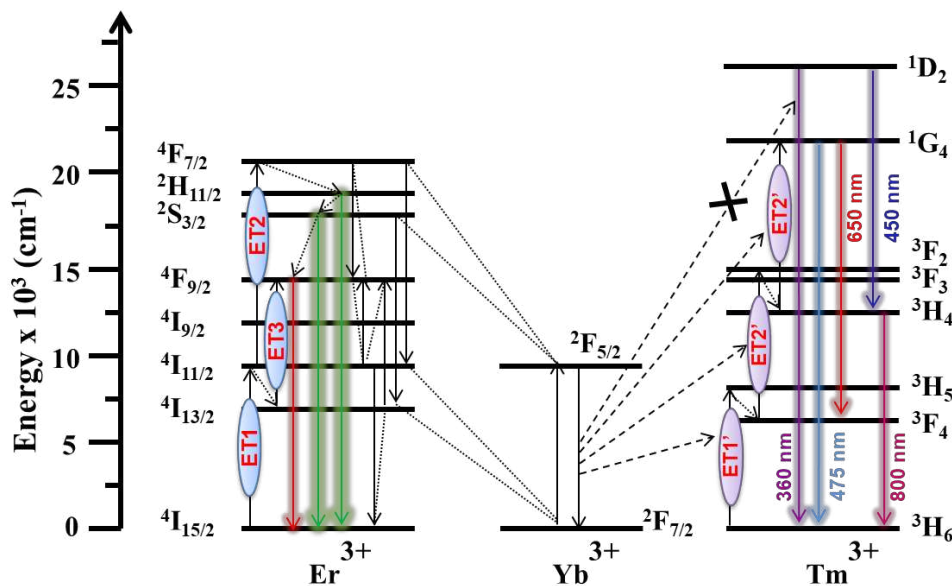 Energy x 10³ (cm⁻¹)
25
20
15
10
5
0
⁴F₇/₂
²H₁₁/₂
²S₃/₂
⁴F₉/₂
⁴I₉/₂
⁴I₁₁/₂
⁴I₁₃/₂
⁴I₁₅/₂
ET2
ET3
ET1
3+
Er
²F₅/₂
²F₇/₂
3+
Yb
¹D₂
¹G₄
³F₂
³F₃
³H₄
³H₅
³F₄
³H₆
ET2'
ET2'
ET1'
650 nm
450 nm
360 nm
475 nm
800 nm
3+
Tm